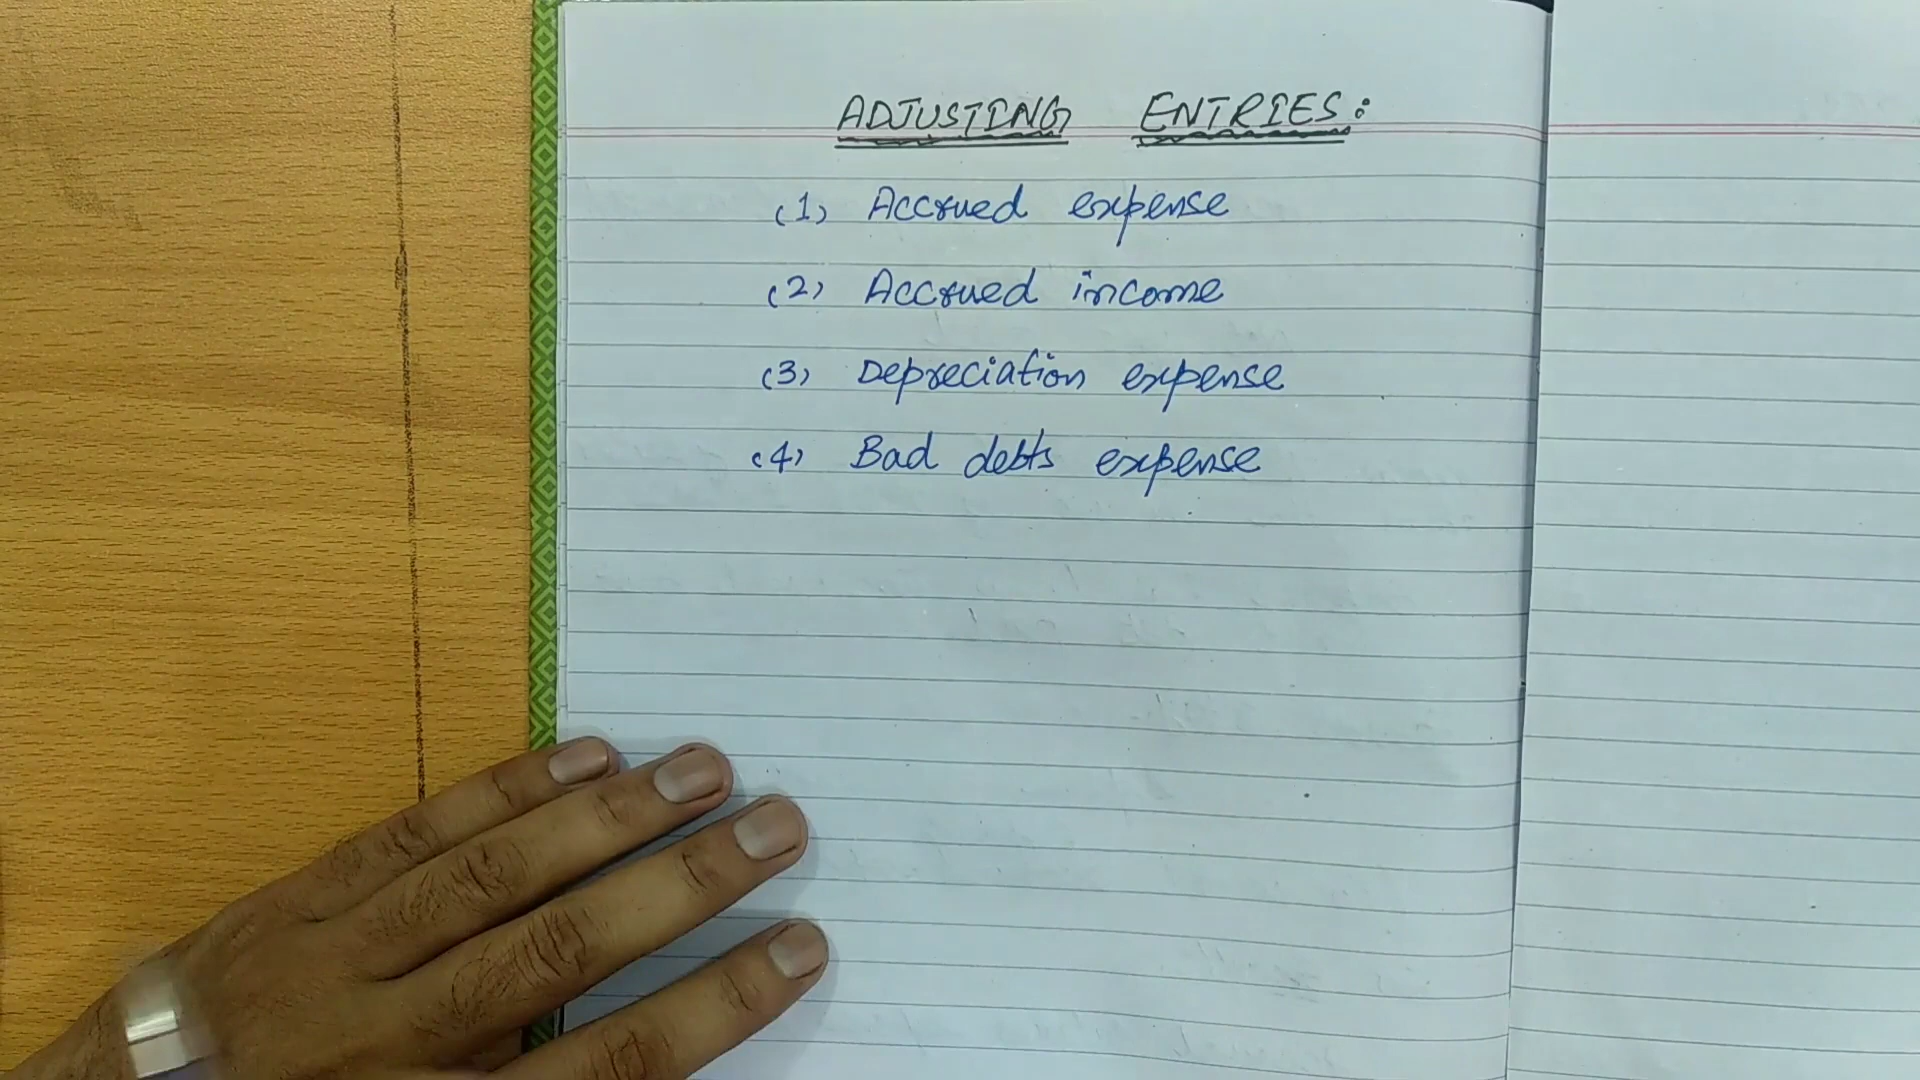 ADJUSTING ENTRIES:
(1) Accrued expense
(2) Accrued income
(3) Depreciation expense
(4) Bad debts expense